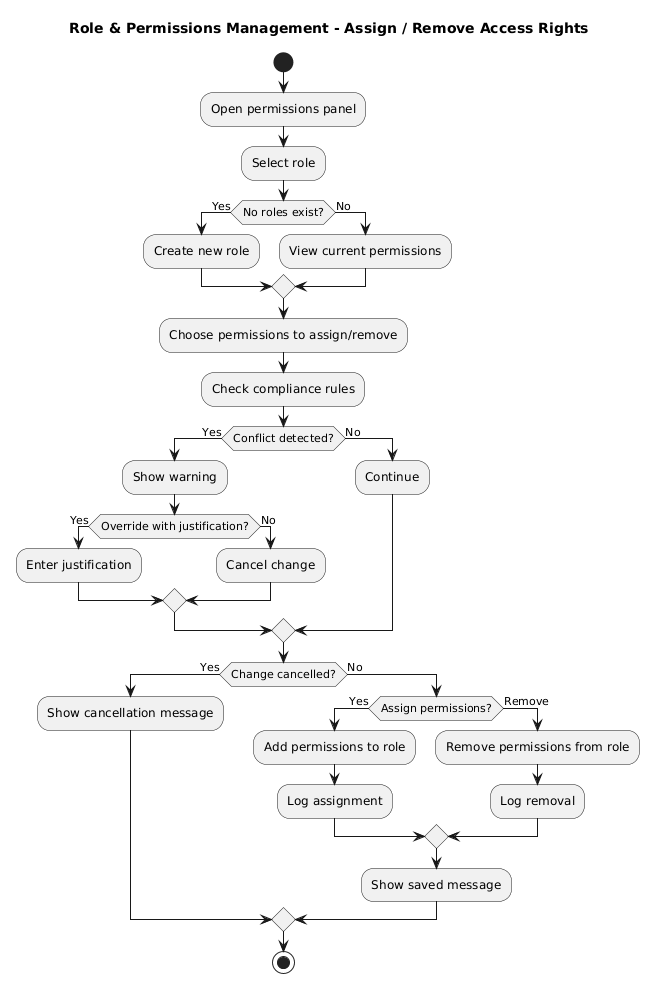 Role & Permissions Management - Assign / Remove Access Rights
Open permissions panel
Select role
Yes
No roles exist?
No
Create new role
View current permissions
Choose permissions to assign/remove
Check compliance rules
Yes
Conflict detected?
No
Show warning
Continue
Yes
Override with justification?
No
Enter justification
Cancel change
Yes
Change cancelled?
No
Show cancellation message
Yes
Assign permissions?
Remove
Add permissions to role
Remove permissions from role
Log assignment
Log removal
Show saved message